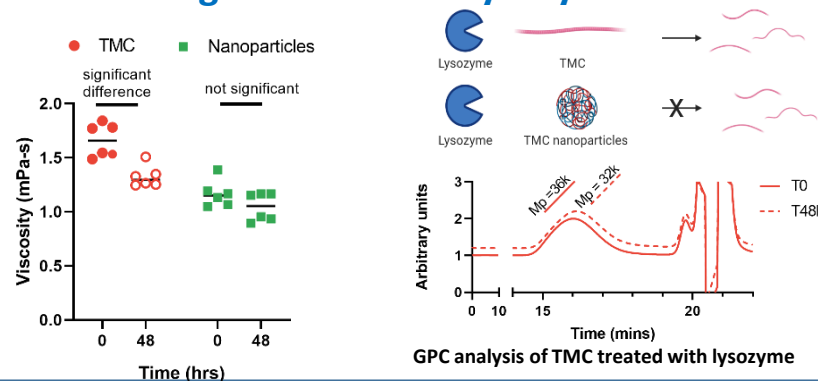 TMC
Nanoparticles
significant
difference
not significant
2.0
1.5
1.0
0.5
0.0
Viscosity (mPa-s)
0 48 0 48
Time (hrs)
Lysozyme
TMC
Lysozyme
X
TMC nanoparticles
Mp =36k
Mp = 32k
T0
3
2
1
0
Arbitrary units
0 10 15 20
Time (mins)
GPC analysis of TMC treated with lysozyme